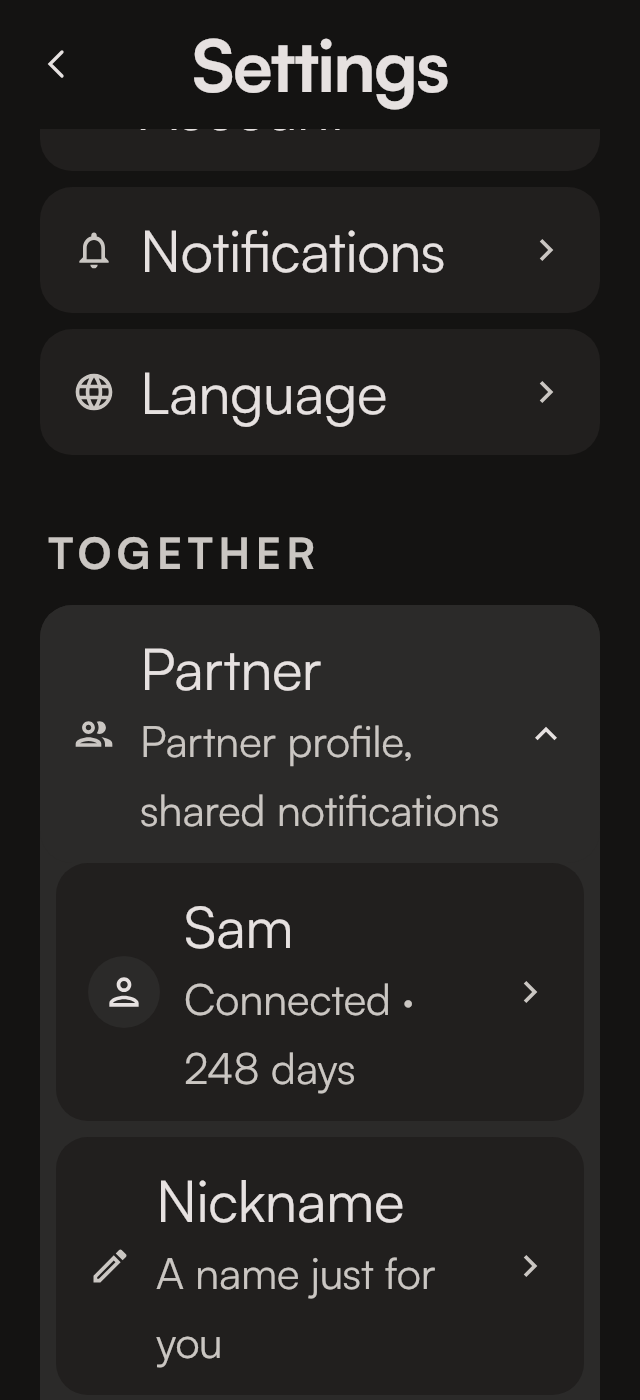 Settings
Notifications
Language
TOGETHER
Partner
Partner profile,
shared notifications
Sam
Connected •
248 days
Nickname
A name just for
you